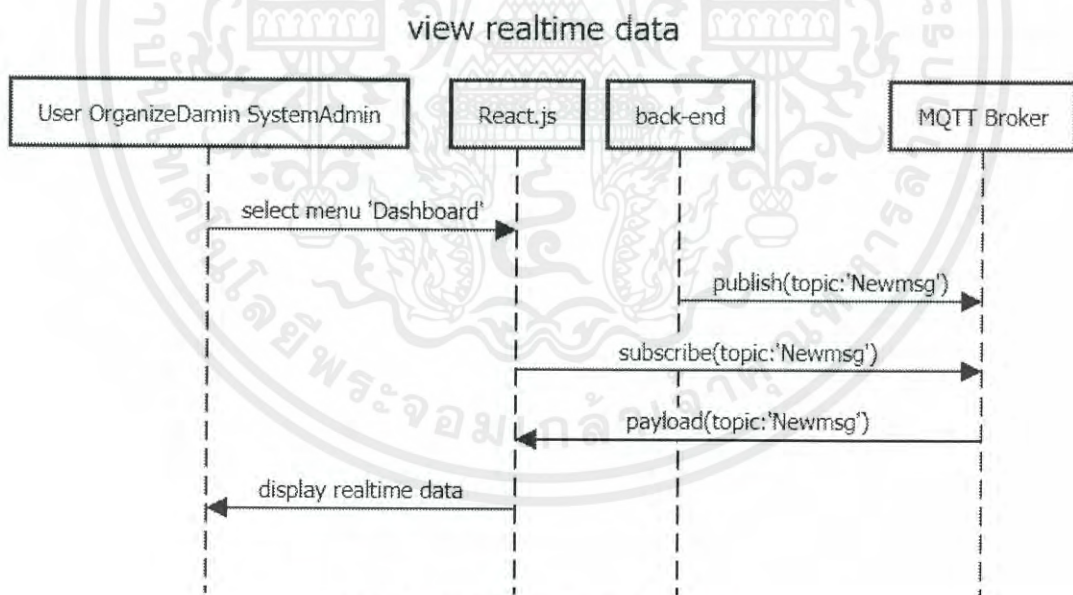 view realtime data
User OrganizeDamin SystemAdmin
React.js
back-end
MQTT Broker
select menu 'Dashboard'
publish(topic:'Newmsg')
subscribe(topic:'Newmsg')
payload(topic:'Newmsg')
display realtime data